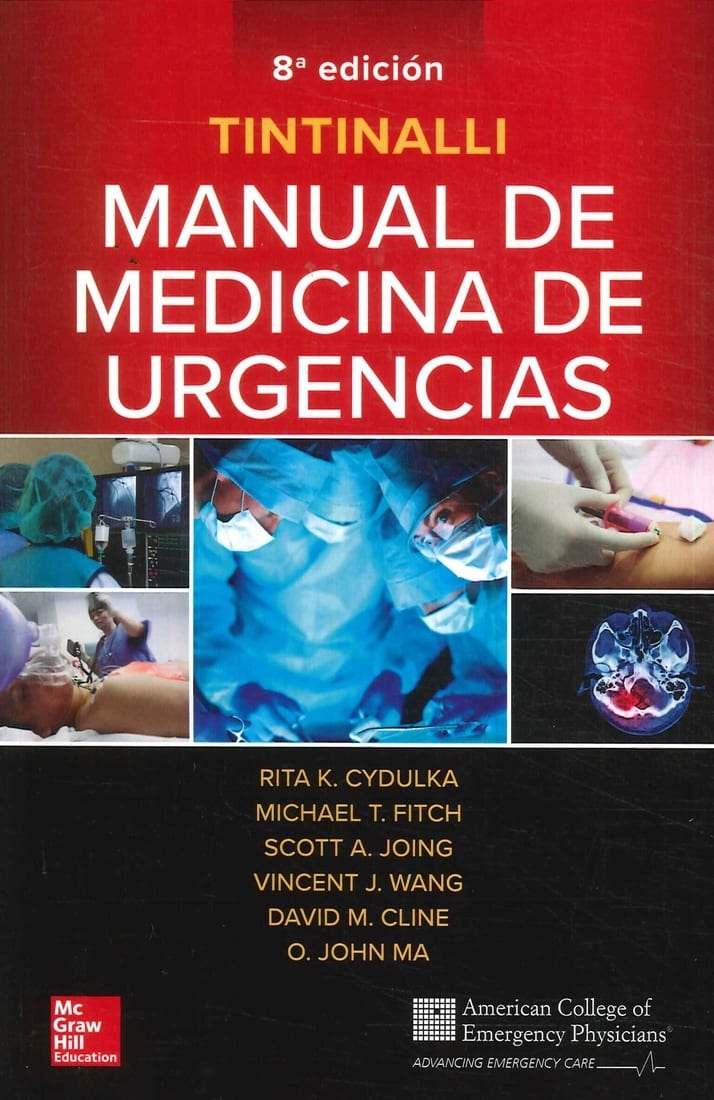 8ª edición
TINTINALLI
MANUAL DE
MEDICINA DE
URGENCIAS
RITA K. CYDULKA
MICHAEL T. FITCH
SCOTT A. JOING
VINCENT J. WANG
DAVID M. CLINE
O. JOHN MA
Mc
Graw
Hill
Education
American College of
Emergency Physicians®
ADVANCING EMERGENCY CARE